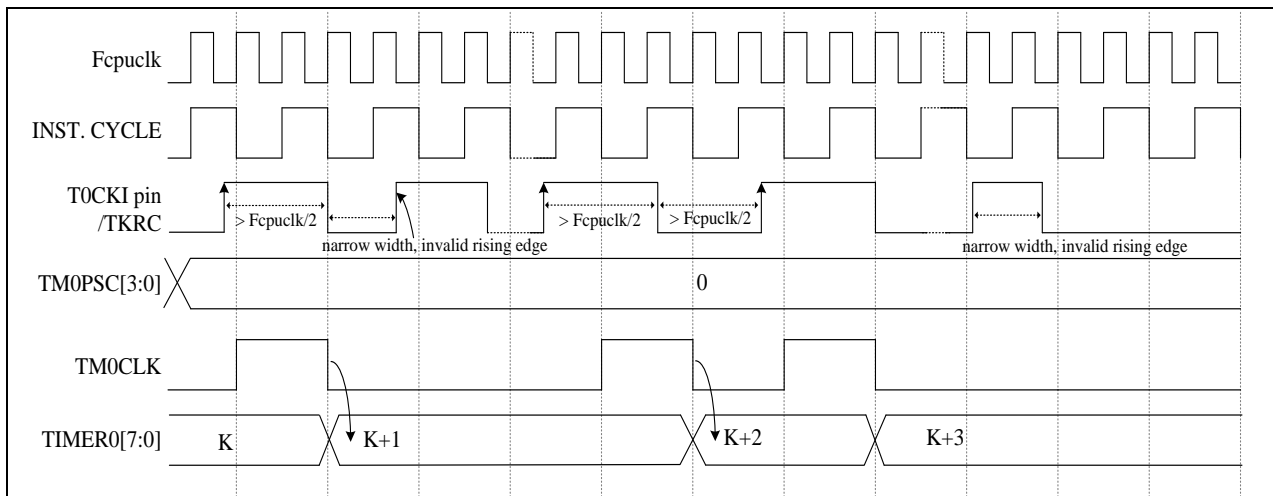 Fcpuclk
INST. CYCLE
T0CKI pin
/TKRC
> Fcpuclk/2
> Fcpuclk/2
> Fcpuclk/2
narrow width, invalid rising edge
narrow width, invalid rising edge
TM0PSC[3:0]
0
TM0CLK
TIMER0[7:0]
K
K+1
K+2
K+3